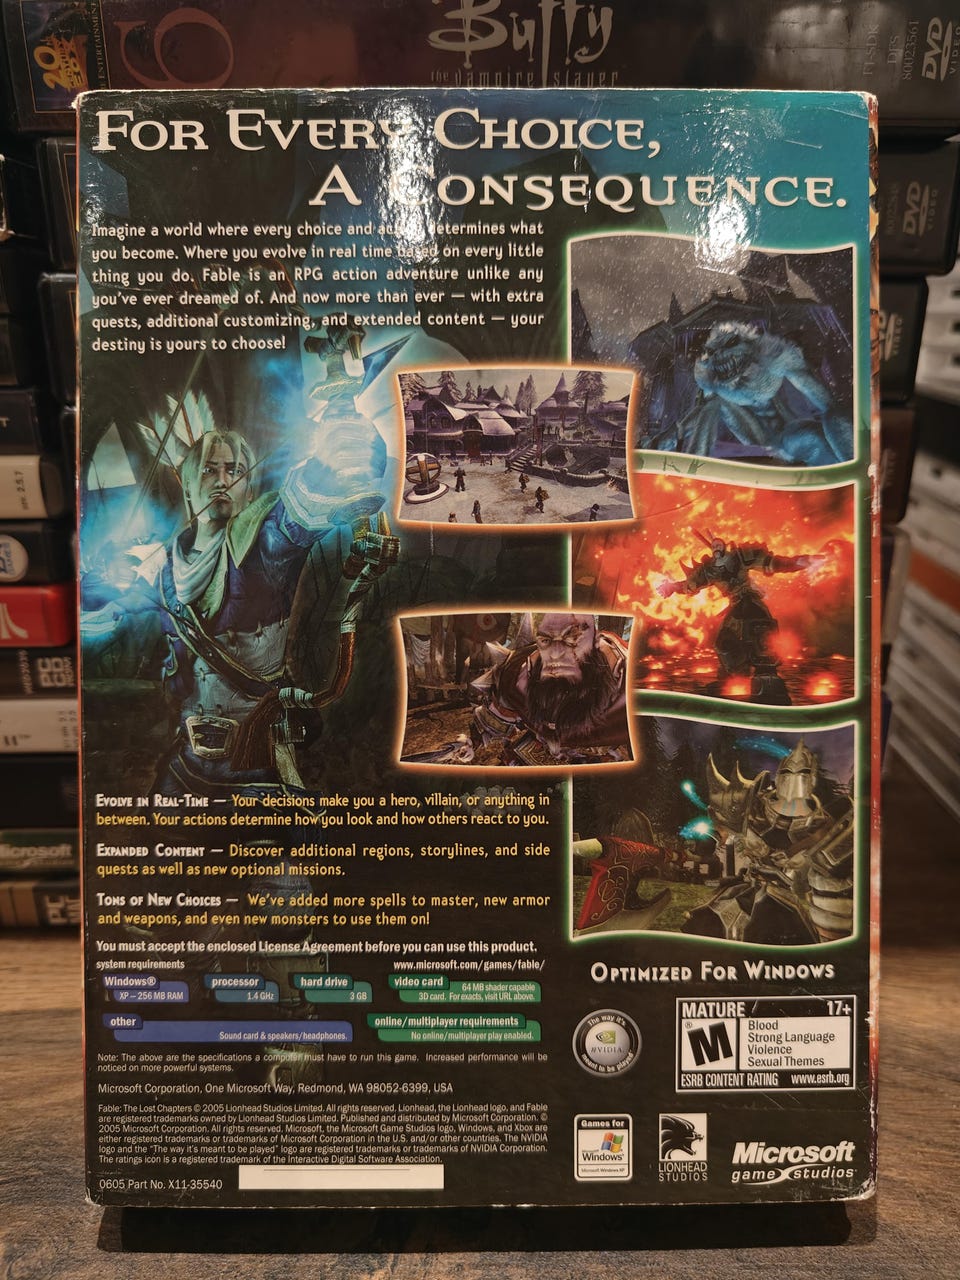 Buffy
the Vampire slayer
DVD
VIDEO
DFS
80023561
20
ENTERTAINMENT
For Every Choice,
A Consequence.
Imagine a world where every choice and determines what
you become. Where you evolve in real time based on every little
thing you do. Fable is an RPG action adventure unlike any
you've ever dreamed of. And now more than ever — with extra
quests, additional customizing, and extended content — your
destiny is yours to choose!
Evolve in Real-Time — Your decisions make you a hero, villain, or anything in
between. Your actions determine how you look and how others react to you.
Expanded Content — Discover additional regions, storylines, and side
quests as well as new optional missions.
Tons of New Choices — We've added more spells to master, new armor
and weapons, and even new monsters to use them on!
You must accept the enclosed License Agreement before you can use this product.
system requirements
www.microsoft.com/games/fable/
Windows®
XP – 256 MB RAM
processor
1.4 GHz
hard drive
3 GB
video card
64 MB shader capable
3D card. For exacts, visit URL above.
other
Sound card & speakers/headphones.
online/multiplayer requirements
No online/multiplayer play enabled.
Note: The above are the specifications a computer must have to run this game. Increased performance will be
noticed on more powerful systems.
Microsoft Corporation, One Microsoft Way, Redmond, WA 98052-6399, USA
Fable: The Lost Chapters © 2005 Lionhead Studios Limited. All rights reserved. Lionhead, the Lionhead logo, and Fable
are registered trademarks owned by Lionhead Studios Limited. Published and distributed by Microsoft Corporation. ©
2005 Microsoft Corporation. All rights reserved. Microsoft, the Microsoft Game Studios logo, Windows, and Xbox are
either registered trademarks or trademarks of Microsoft Corporation in the U.S. and/or other countries. The NVIDIA
logo and the "The way it's meant to be played" logo are registered trademarks or trademarks of NVIDIA Corporation.
The ratings icon is a registered trademark of the Interactive Digital Software Association.
0605 Part No. X11-35540
Optimized For Windows
The way it's
nVIDIA
meant to be played
MATURE 17+
M
®
Blood
Strong Language
Violence
Sexual Themes
ESRB CONTENT RATING www.esrb.org
Games for
Windows
Microsoft Windows XP
LIONHEAD
STUDIOS
Microsoft
game studios
DVD
VIDEO